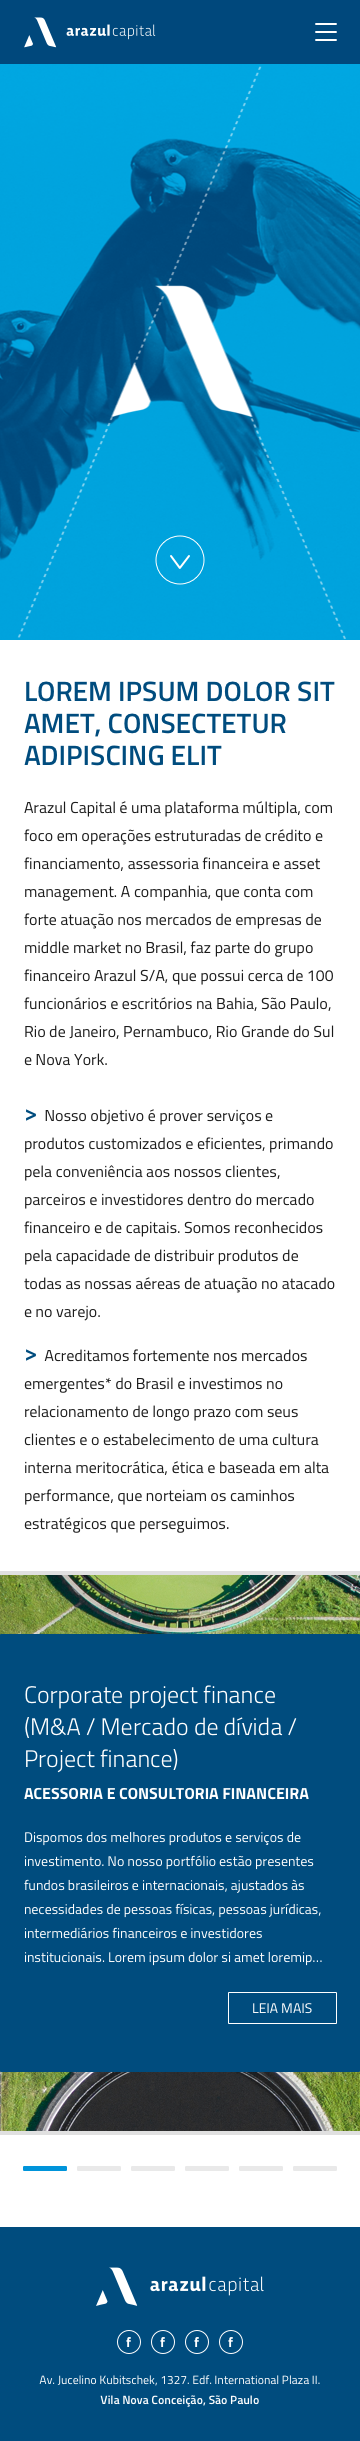 arazulcapital
LOREM IPSUM DOLOR SIT
AMET, CONSECTETUR
ADIPISCING ELIT
Arazul Capital é uma plataforma múltipla, com
foco em operações estruturadas de crédito e
financiamento, assessoria financeira e asset
management. A companhia, que conta com
forte atuação nos mercados de empresas de
middle market no Brasil, faz parte do grupo
financeiro Arazul S/A, que possui cerca de 100
funcionários e escritórios na Bahia, São Paulo,
Rio de Janeiro, Pernambuco, Rio Grande do Sul
e Nova York.
> Nosso objetivo é prover serviços e
produtos customizados e eficientes, primando
pela conveniência aos nossos clientes,
parceiros e investidores dentro do mercado
financeiro e de capitais. Somos reconhecidos
pela capacidade de distribuir produtos de
todas as nossas aéreas de atuação no atacado
e no varejo.
> Acreditamos fortemente nos mercados
emergentes* do Brasil e investimos no
relacionamento de longo prazo com seus
clientes e o estabelecimento de uma cultura
interna meritocrática, ética e baseada em alta
performance, que norteiam os caminhos
estratégicos que perseguimos.
Corporate project finance
(M&A / Mercado de dívida /
Project finance)
ACESSORIA E CONSULTORIA FINANCEIRA
Dispomos dos melhores produtos e serviços de
investimento. No nosso portfólio estão presentes
fundos brasileiros e internacionais, ajustados às
necessidades de pessoas físicas, pessoas jurídicas,
intermediários financeiros e investidores
institucionais. Lorem ipsum dolor si amet loremip...
LEIA MAIS
arazulcapital
f f f f
Av. Jucelino Kubitschek, 1327. Edf. International Plaza II.
Vila Nova Conceição, São Paulo